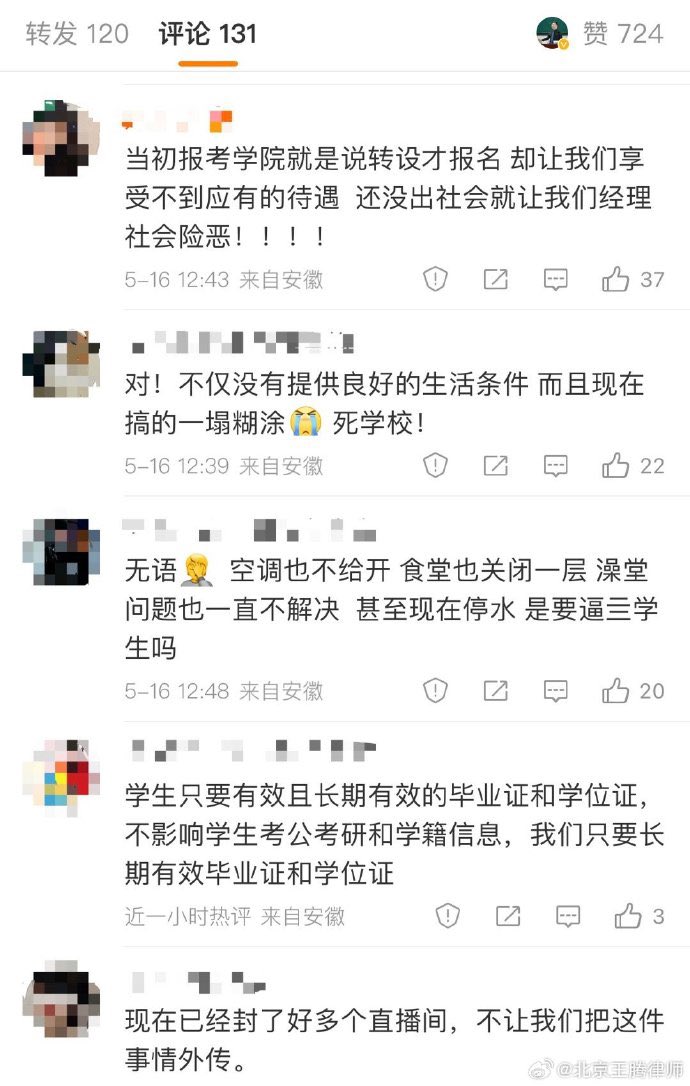 转发 120 评论 131 赞 724
当初报考学院就是说转设才报名 却让我们享
受不到应有的待遇 还没出社会就让我们经理
社会险恶！！！！
5-16 12:43 来自安徽 37
对！不仅没有提供良好的生活条件 而且现在
搞的一塌糊涂😭 死学校！
5-16 12:39 来自安徽 22
无语🤦 空调也不给开 食堂也关闭一层 澡堂
问题也一直不解决 甚至现在停水 是要逼亖学
生吗
5-16 12:48 来自安徽 20
学生只要有效且长期有效的毕业证和学位证，
不影响学生考公考研和学籍信息，我们只要长
期有效毕业证和学位证
近一小时热评 来自安徽 3
现在已经封了好多个直播间，不让我们把这件
事情外传。
@北京王腾律师